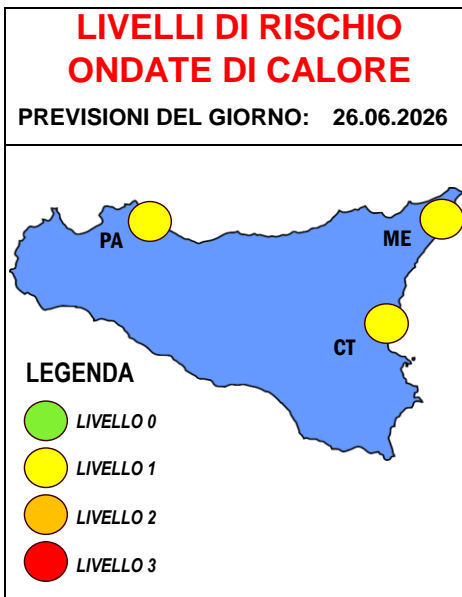 LIVELLI DI RISCHIO
ONDATE DI CALORE
PREVISIONI DEL GIORNO: 26.06.2026
PA
ME
CT
LEGENDA
LIVELLO 0
LIVELLO 1
LIVELLO 2
LIVELLO 3